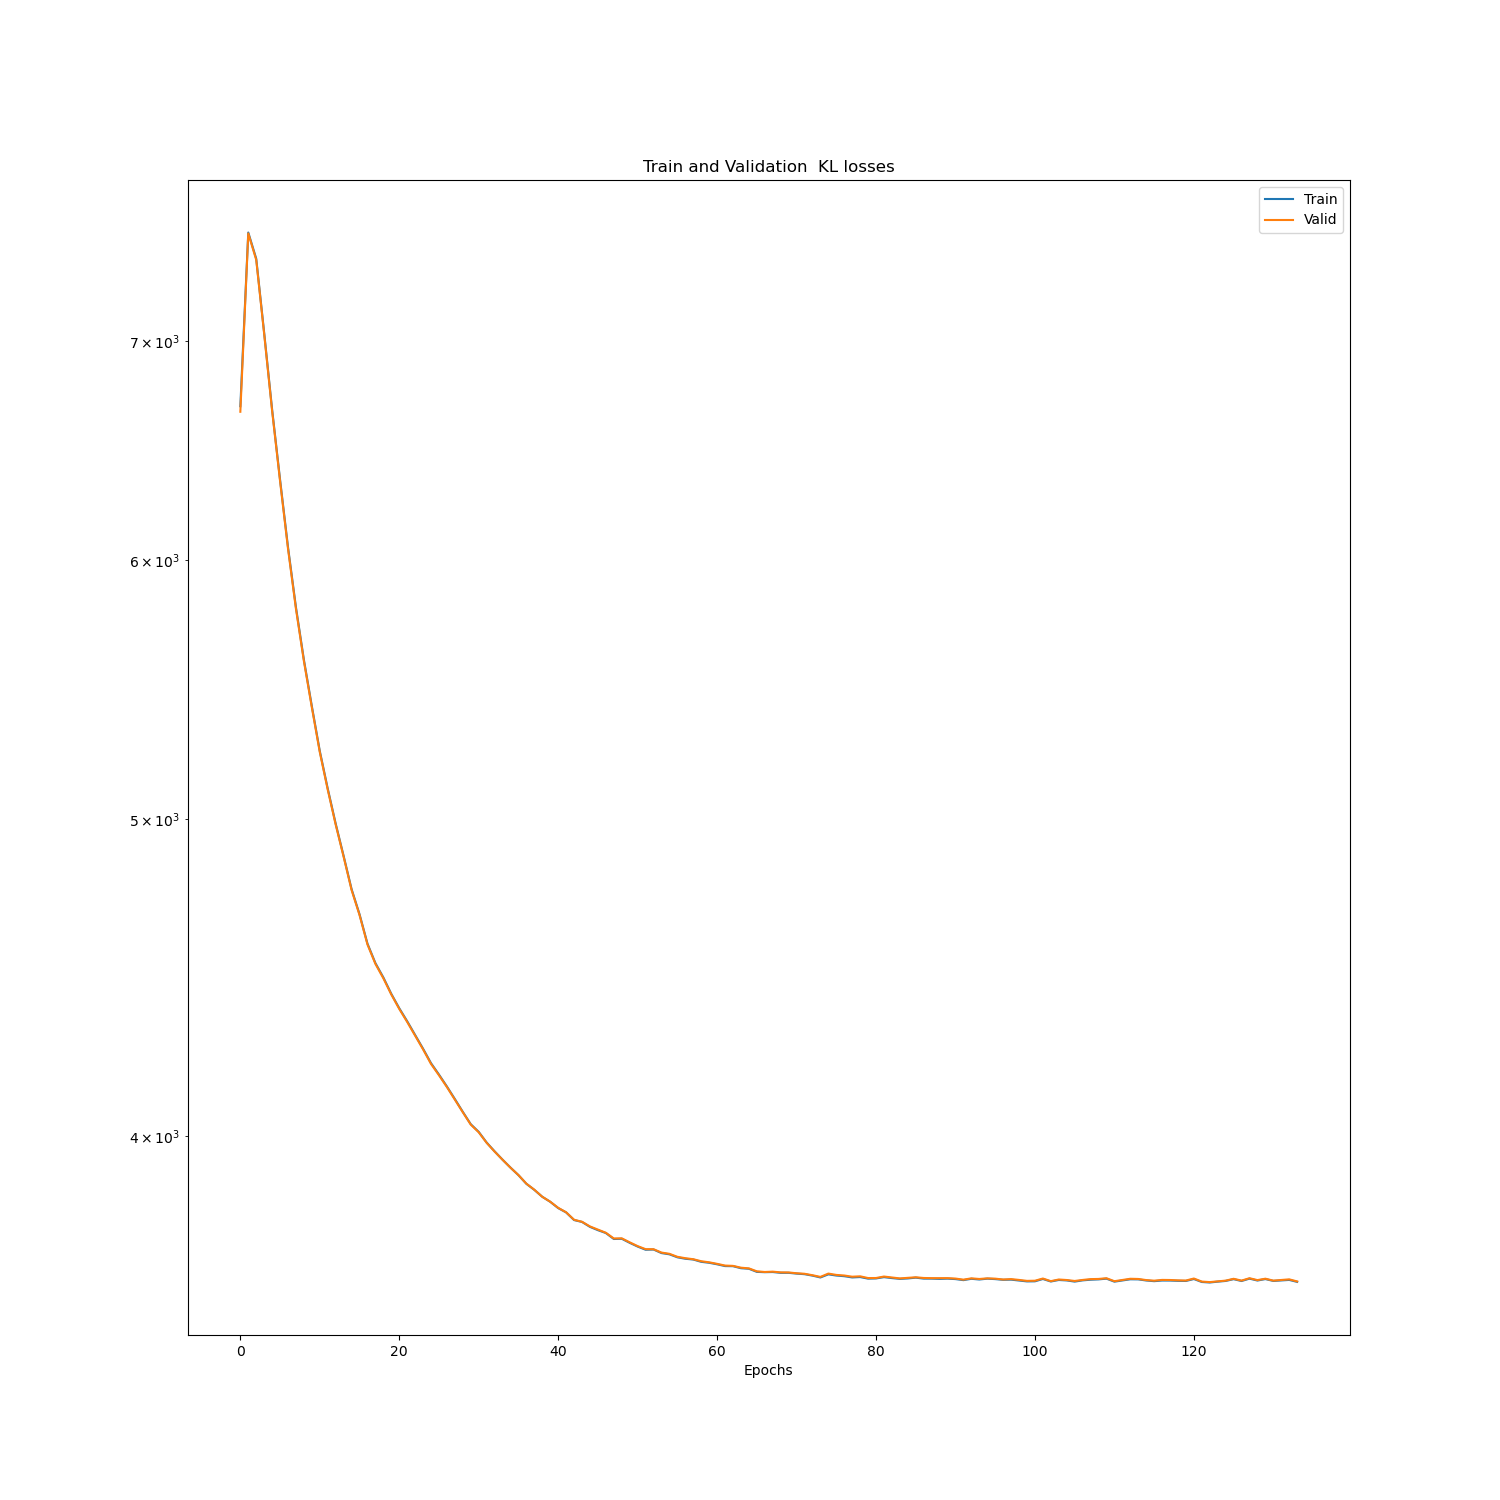 Train and Validation  KL losses
Train
Valid
7 × 10³
6 × 10³
5 × 10³
4 × 10³
0 20 40 60 80 100 120
Epochs